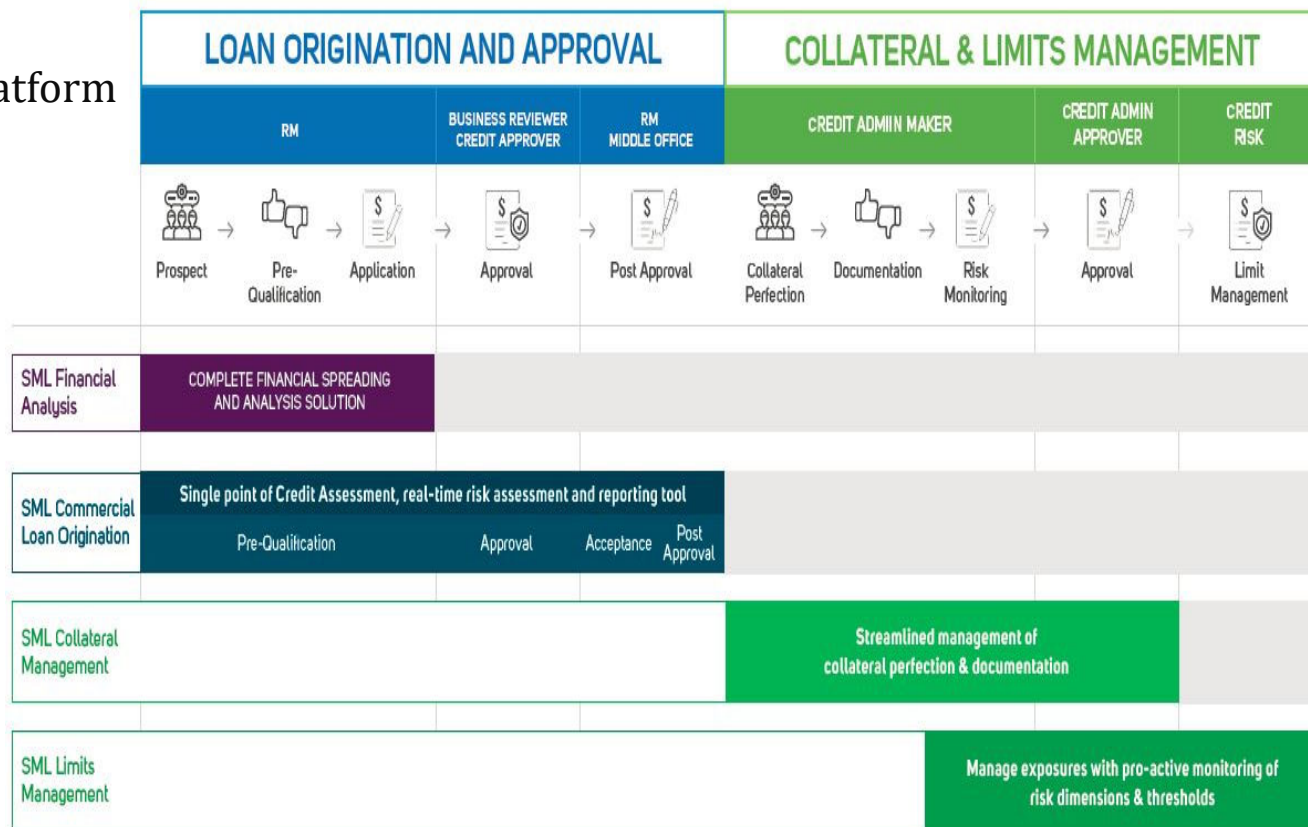 atform
LOAN ORIGINATION AND APPROVAL
COLLATERAL & LIMITS MANAGEMENT
RM
BUSINESS REVIEWER
CREDIT APPROVER
RM
MIDDLE OFFICE
CREDIT ADMIIN MAKER
CREDIT ADMIN
APPROVER
CREDIT
RISK
Prospect
Pre-
Qualification
Application
Approval
Post Approval
Collateral
Perfection
Documentation
Risk
Monitoring
Approval
Limit
Management
SML Financial
Analysis
COMPLETE FINANCIAL SPREADING
AND ANALYSIS SOLUTION
SML Commercial
Loan Origination
Single point of Credit Assessment, real-time risk assessment and reporting tool
Pre-Qualification
Approval
Acceptance
Post
Approval
SML Collateral
Management
Streamlined management of
collateral perfection & documentation
SML Limits
Management
Manage exposures with pro-active monitoring of
risk dimensions & thresholds